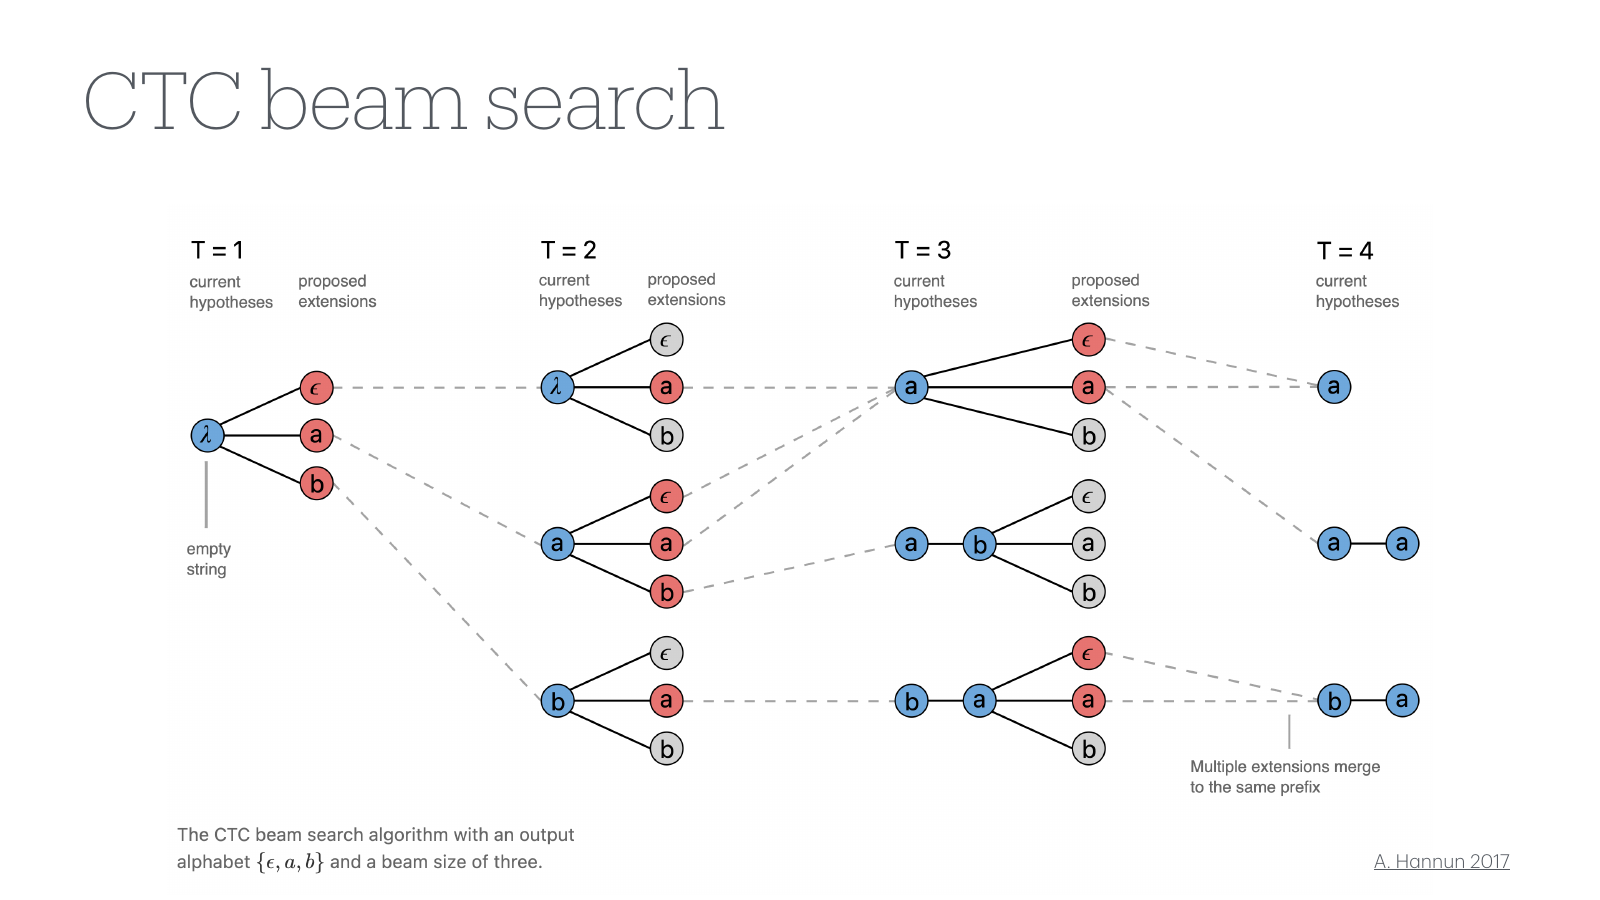 CTC beam search
T = 1
current
hypotheses
proposed
extensions
λ
ϵ
a
b
empty
string
T = 2
current
hypotheses
proposed
extensions
λ
ϵ
a
b
a
ϵ
a
b
b
ϵ
a
b
T = 3
current
hypotheses
proposed
extensions
a
ϵ
a
b
a b
ϵ
a
b
b a
ϵ
a
b
T = 4
current
hypotheses
a
a a
b a
Multiple extensions merge
to the same prefix
The CTC beam search algorithm with an output
alphabet {ϵ, a, b} and a beam size of three.
A. Hannun 2017